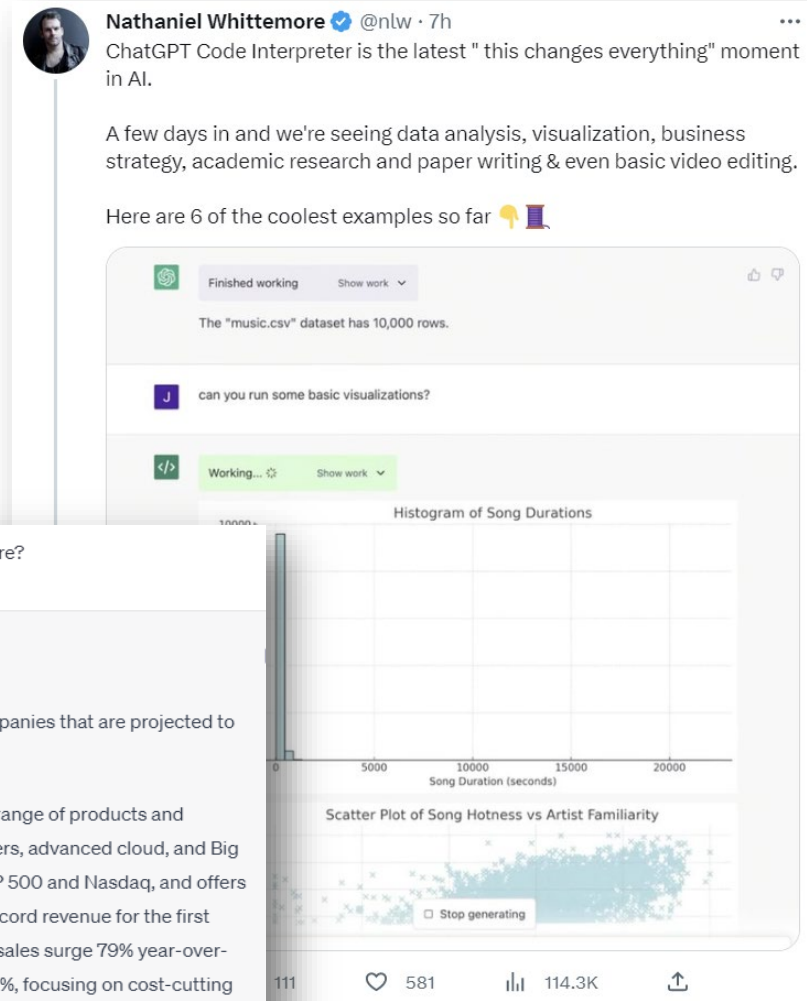 Nathaniel Whittemore @nlw · 7h
ChatGPT Code Interpreter is the latest " this changes everything" moment
in AI.
A few days in and we're seeing data analysis, visualization, business
strategy, academic research and paper writing & even basic video editing.
Here are 6 of the coolest examples so far 👇🧵
Finished working Show work
The "music.csv" dataset has 10,000 rows.
J can you run some basic visualizations?
</> Working... Show work
Histogram of Song Durations
0 5000 10000 15000 20000
Song Duration (seconds)
Scatter Plot of Song Hotness vs Artist Familiarity
Stop generating
111 581 114.3K
re?
panies that are projected to
range of products and
ers, advanced cloud, and Big
P 500 and Nasdaq, and offers
cord revenue for the first
sales surge 79% year-over-
%, focusing on cost-cutting